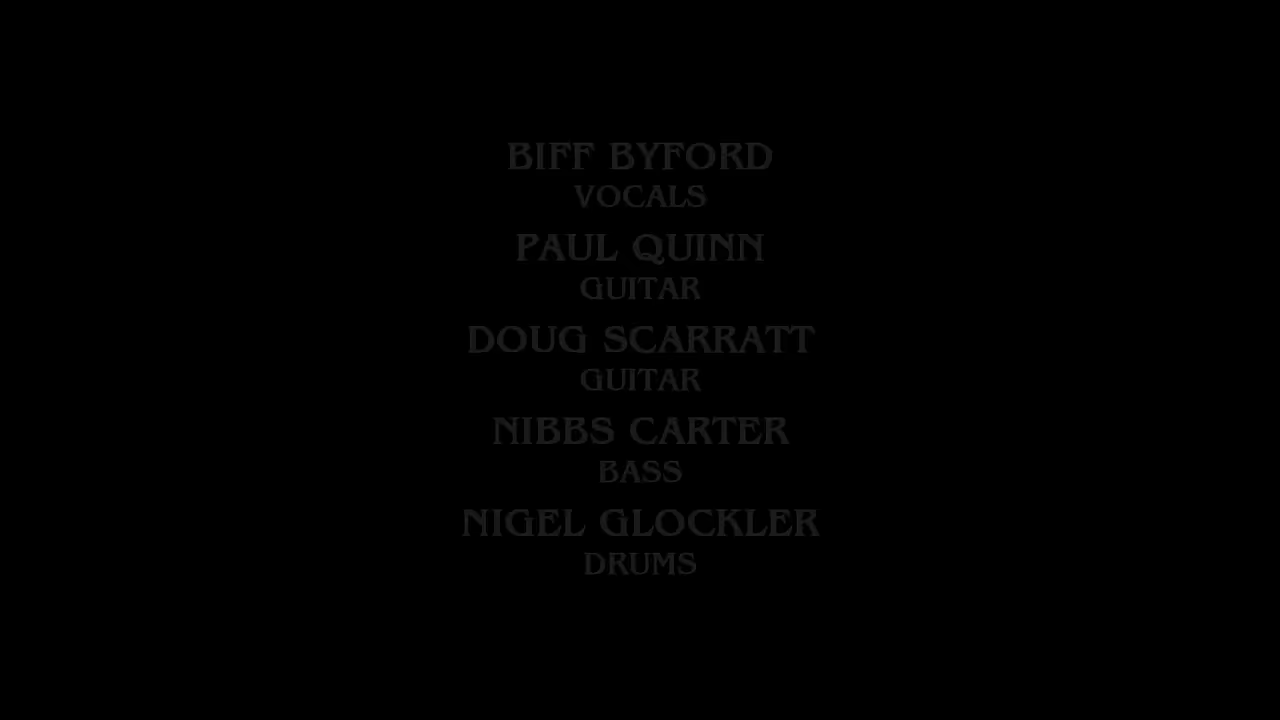 BIFF BYFORD
VOCALS
PAUL QUINN
GUITAR
DOUG SCARRATT
GUITAR
NIBBS CARTER
BASS
NIGEL GLOCKLER
DRUMS